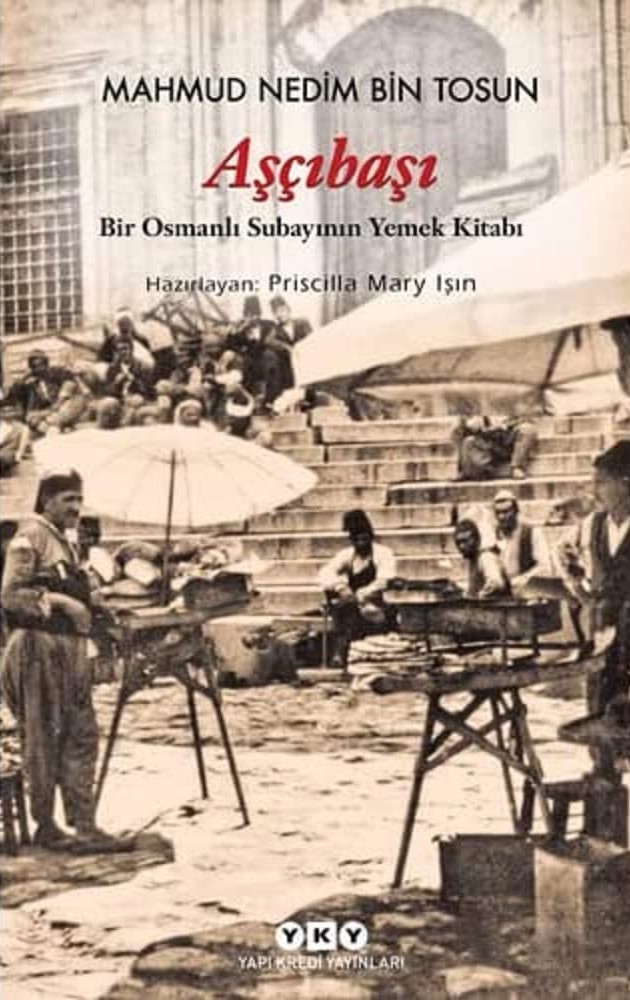 MAHMUD NEDİM BİN TOSUN
Aşçıbaşı
Bir Osmanlı Subayının Yemek Kitabı
Hazırlayan: Priscilla Mary Işın
YKY
YAPI KREDİ YAYINLARI